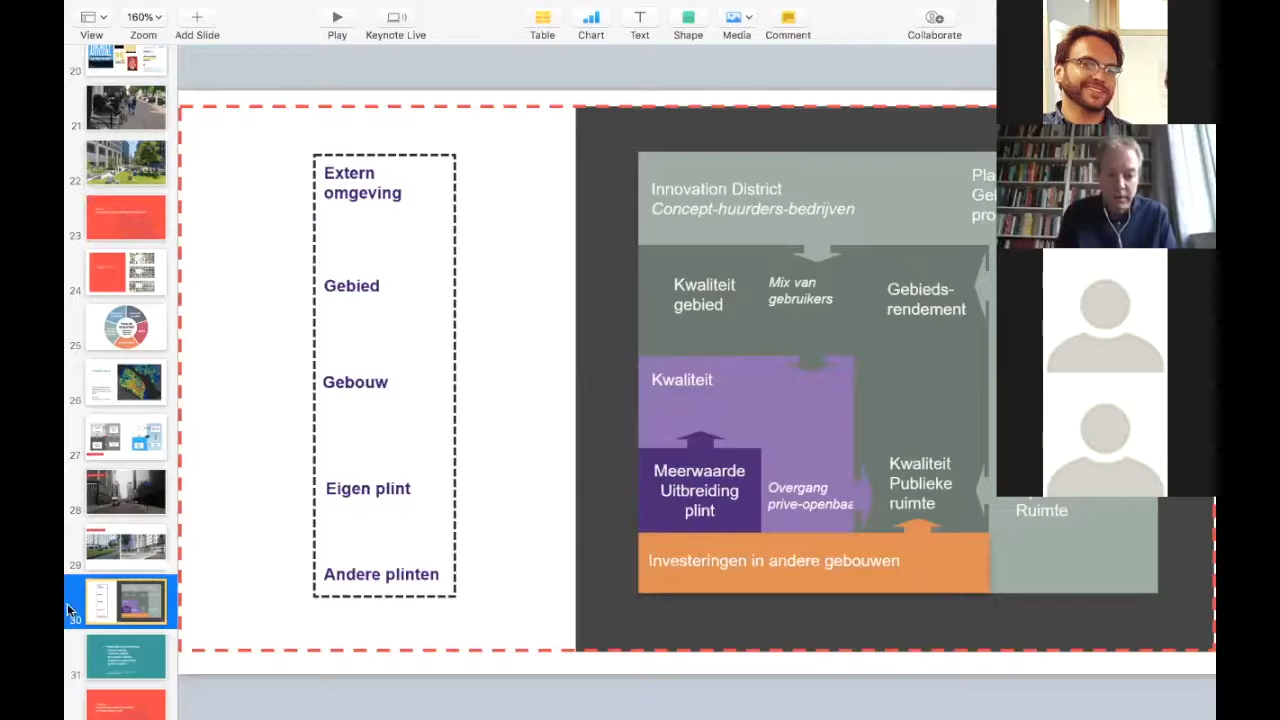 160%
View
Zoom
Add Slide
Play
Keynote Live
Table
Chart
Text
Shape
Media
Comment
Collaborate
20
21
22
23
24
25
26
27
28
29
30
31
Extern
omgeving
Gebied
Gebouw
Eigen plint
Andere plinten
Innovation District
Concept-huurders-bedrijven
Pla
Gel
pro
Kwaliteit
gebied
Mix van
gebruikers
Gebieds-
rendement
Kwaliteit
Meerwaarde
Uitbreiding
plint
Overgang
prive-openbaa
Kwaliteit
Publieke
ruimte
Ruimte
Investeringen in andere gebouwen